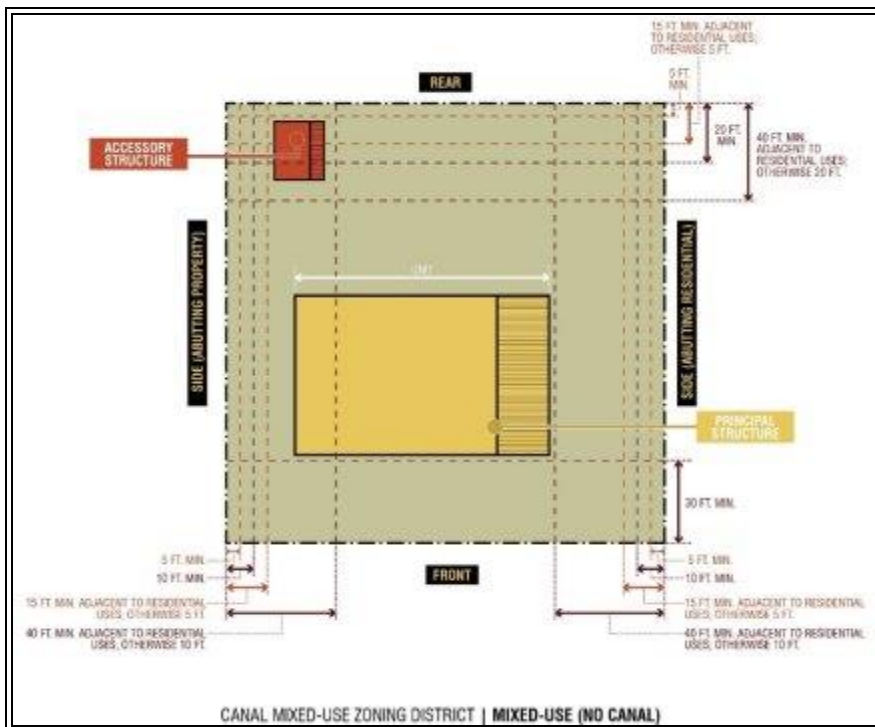 15 FT. MIN. ADJACENT
TO RESIDENTIAL USES;
OTHERWISE 5 FT.
REAR
5 FT.
MIN.
ACCESSORY
STRUCTURE
20 FT.
MIN.
40 FT. MIN.
ADJACENT TO
RESIDENTIAL USES;
OTHERWISE 20 FT.
SIDE (ABUTTING PROPERTY)
SIDE (ABUTTING RESIDENTIAL)
PRINCIPAL
STRUCTURE
30 FT. MIN.
5 FT. MIN.
10 FT. MIN.
15 FT. MIN. ADJACENT TO RESIDENTIAL
USES, OTHERWISE 5 FT.
40 FT. MIN. ADJACENT TO RESIDENTIAL
USES, OTHERWISE 10 FT.
FRONT
5 FT. MIN.
10 FT. MIN.
15 FT. MIN. ADJACENT TO RESIDENTIAL
USES, OTHERWISE 5 FT.
40 FT. MIN. ADJACENT TO RESIDENTIAL
USES, OTHERWISE 10 FT.
CANAL MIXED-USE ZONING DISTRICT | MIXED-USE (NO CANAL)